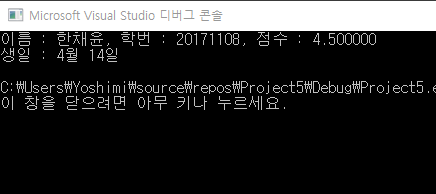 Microsoft Visual Studio 디버그 콘솔
이름 : 한채윤, 학번 : 20171108, 점수 : 4.500000
생일 : 4월 14일
C:₩Users₩Yoshimi₩source₩repos₩Project5₩Debug₩Project5.e
이 창을 닫으려면 아무 키나 누르세요.